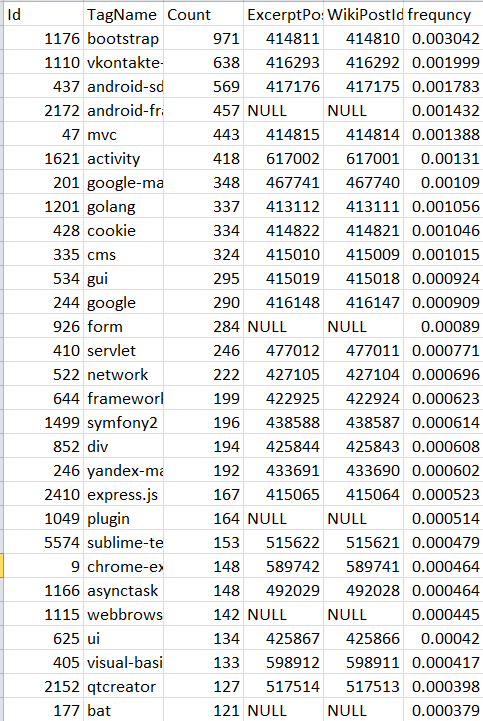 Id TagName Count ExcerptPos WikiPostId frequncy
1176 bootstrap 971 414811 414810 0.003042
1110 vkontakte- 638 416293 416292 0.001999
437 android-sd 569 417176 417175 0.001783
2172 android-fra 457 NULL NULL 0.001432
47 mvc 443 414815 414814 0.001388
1621 activity 418 617002 617001 0.00131
201 google-ma 348 467741 467740 0.00109
1201 golang 337 413112 413111 0.001056
428 cookie 334 414822 414821 0.001046
335 cms 324 415010 415009 0.001015
534 gui 295 415019 415018 0.000924
244 google 290 416148 416147 0.000909
926 form 284 NULL NULL 0.00089
410 servlet 246 477012 477011 0.000771
522 network 222 427105 427104 0.000696
644 framework 199 422925 422924 0.000623
1499 symfony2 196 438588 438587 0.000614
852 div 194 425844 425843 0.000608
246 yandex-ma 192 433691 433690 0.000602
2410 express.js 167 415065 415064 0.000523
1049 plugin 164 NULL NULL 0.000514
5574 sublime-te 153 515622 515621 0.000479
9 chrome-ex 148 589742 589741 0.000464
1166 asynctask 148 492029 492028 0.000464
1115 webbrows 142 NULL NULL 0.000445
625 ui 134 425867 425866 0.00042
405 visual-basi 133 598912 598911 0.000417
2152 qtcreator 127 517514 517513 0.000398
177 bat 121 NULL NULL 0.000379